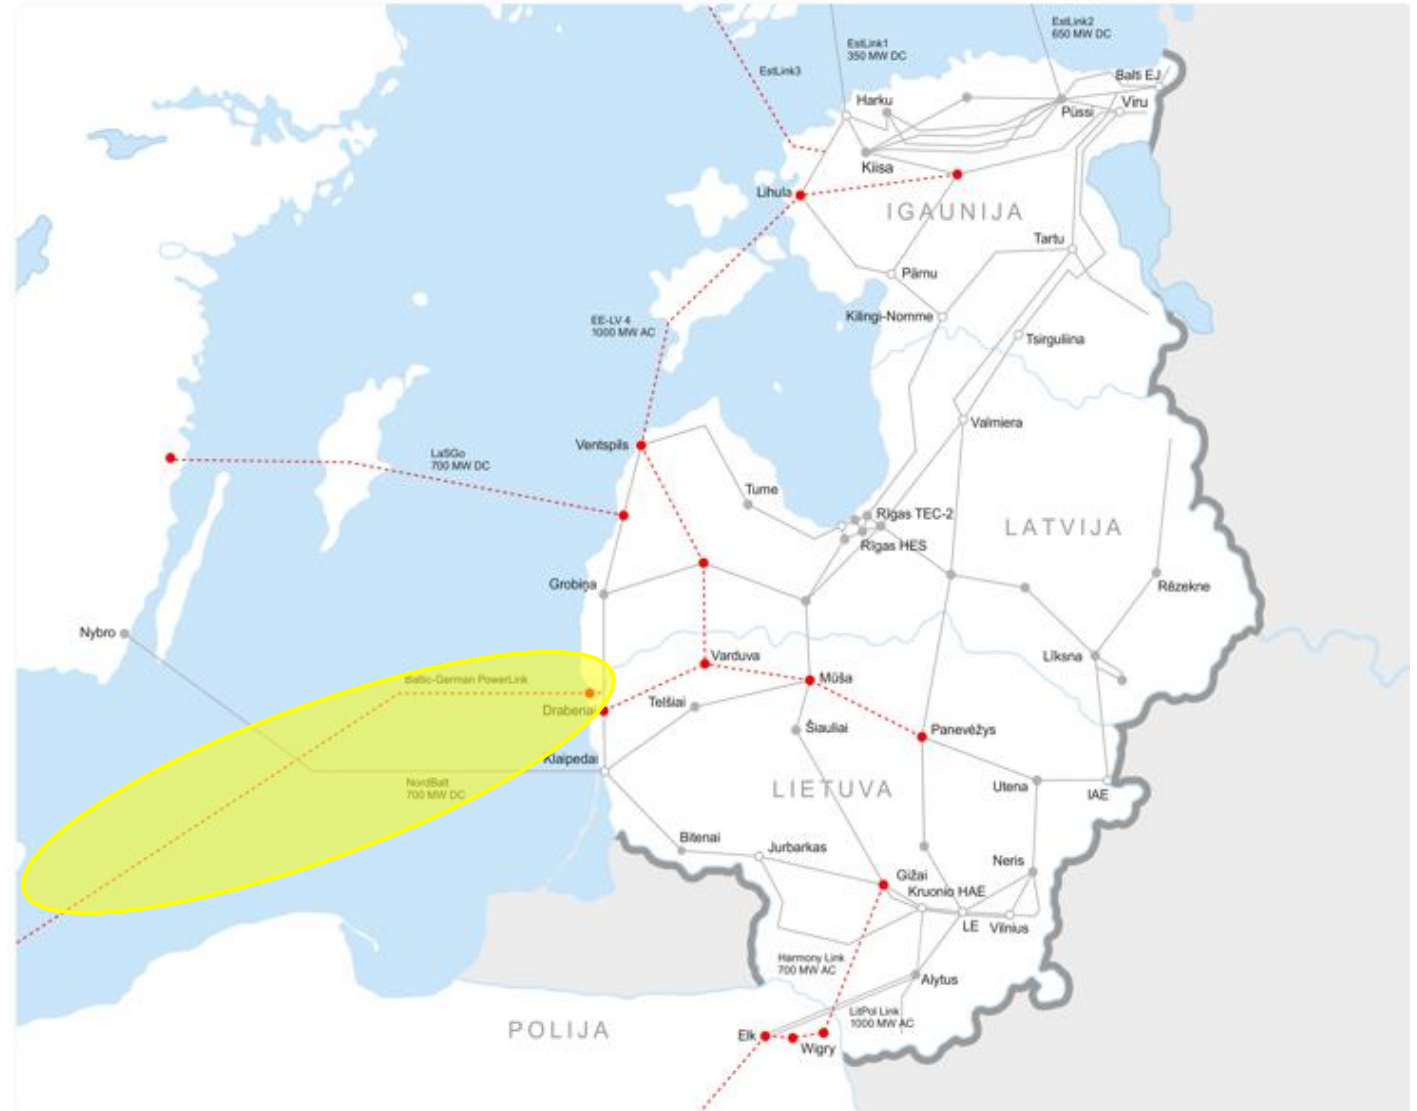 EstLink2
650 MW DC
EstLink1
350 MW DC
EstLink3
Balti EJ
Harku
Viru
Püssi
Kiisa
Lihula
IGAUNIJA
Tartu
Pärnu
Kilingi-Nomme
EE-LV 4
1000 MW AC
Tsirguliina
Valmiera
Ventspils
LaSGo
700 MW DC
Tume
Rīgas TEC-2
LATVIJA
Rīgas HES
Grobiņa
Rēzekne
Nybro
Līksna
Varduva
Baltic-German PowerLink
Mūša
Telšiai
Drabenai
Šiauliai
Panevėžys
Klaipedai
NordBalt
700 MW DC
LIETUVA
Utena
IAE
Bitenai
Jurbarkas
Neris
Gižai
Kruonio HAE
LE
Vilnius
Harmony Link
700 MW AC
Alytus
LitPol Link
1000 MW AC
POLIJA
Elk
Wigry